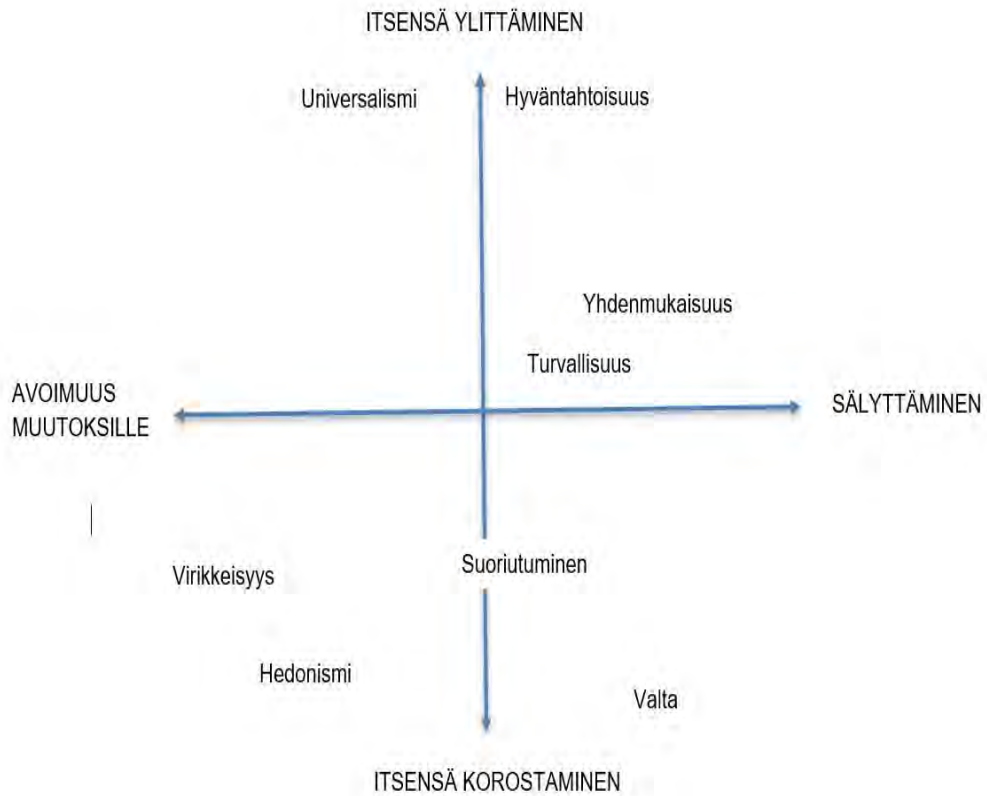 ITSENSÄ YLITTÄMINEN
Universalismi
Hyväntahtoisuus
Yhdenmukaisuus
Turvallisuus
AVOIMUUS
MUUTOKSILLE
SÄLYTTÄMINEN
Virikkeisyys
Suoriutuminen
Hedonismi
Valta
ITSENSÄ KOROSTAMINEN